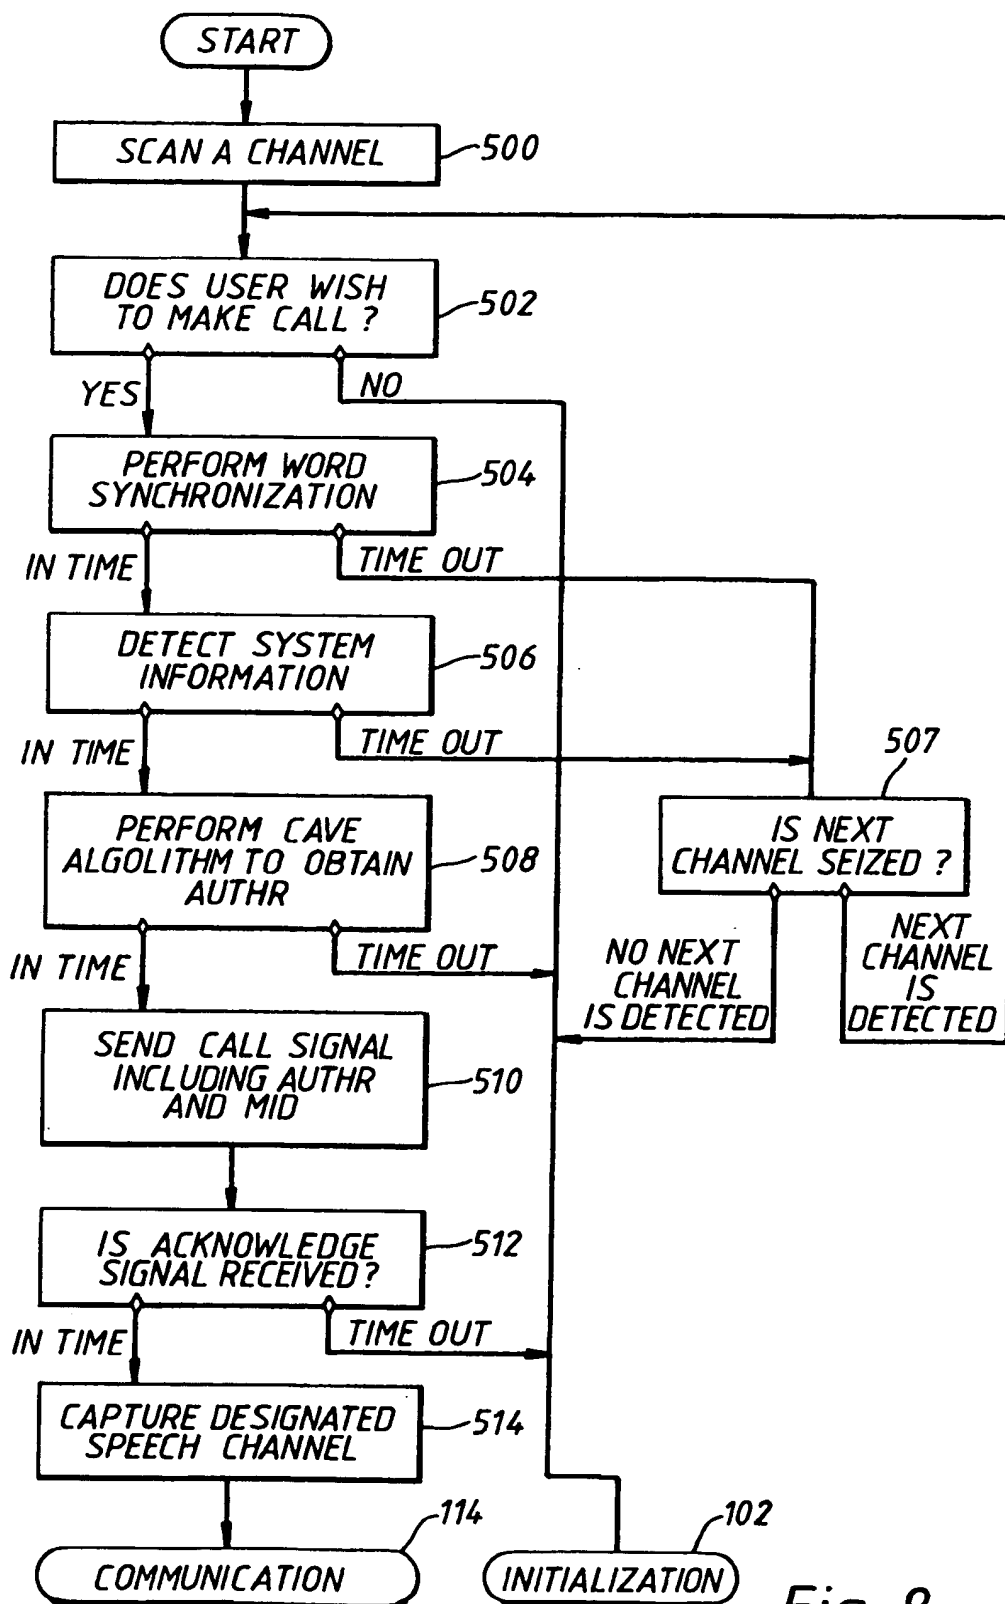 START
SCAN A CHANNEL
500
DOES USER WISH
TO MAKE CALL ?
502
YES
NO
PERFORM WORD
SYNCHRONIZATION
504
IN TIME
TIME OUT
DETECT SYSTEM
INFORMATION
506
IN TIME
TIME OUT
507
IS NEXT
CHANNEL SEIZED ?
PERFORM CAVE
ALGOLITHM TO OBTAIN
AUTHR
508
IN TIME
TIME OUT
NO NEXT
CHANNEL
IS DETECTED
NEXT
CHANNEL
IS
DETECTED
SEND CALL SIGNAL
INCLUDING AUTHR
AND MID
510
IS ACKNOWLEDGE
SIGNAL RECEIVED?
512
IN TIME
TIME OUT
CAPTURE DESIGNATED
SPEECH CHANNEL
514
114
COMMUNICATION
102
INITIALIZATION